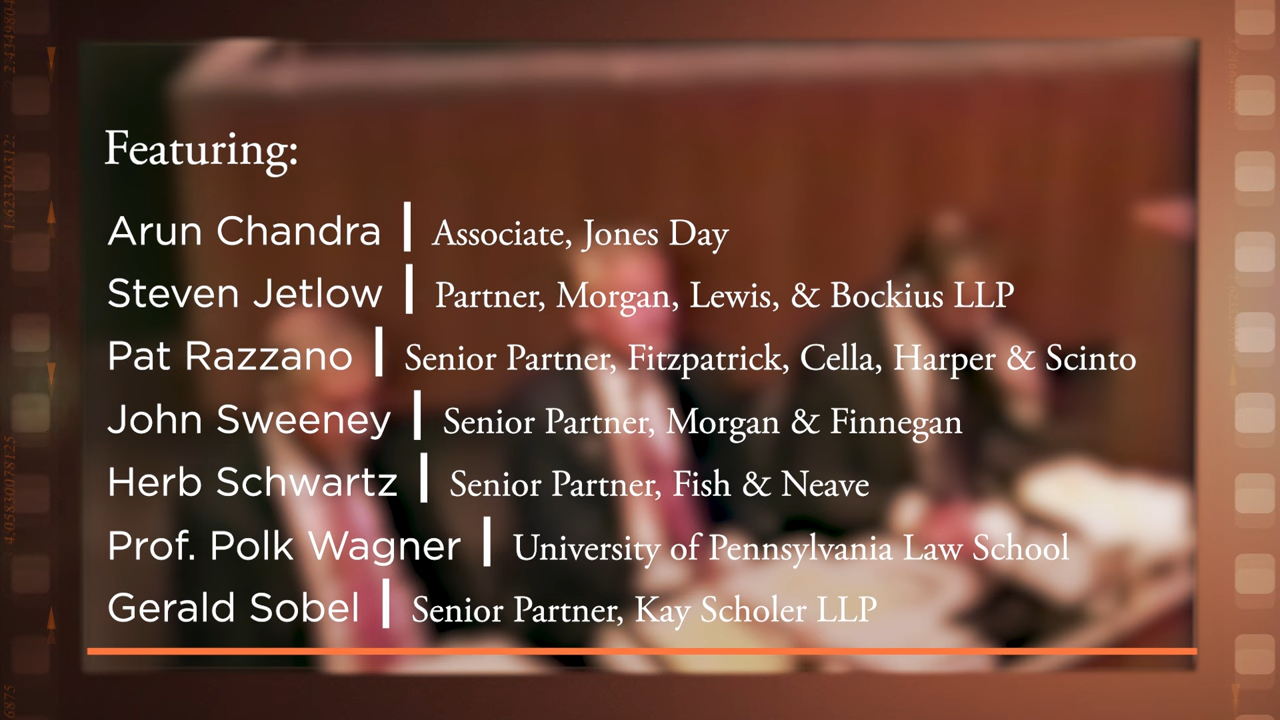 Featuring:
Arun Chandra | Associate, Jones Day
Steven Jetlow | Partner, Morgan, Lewis, & Bockius LLP
Pat Razzano | Senior Partner, Fitzpatrick, Cella, Harper & Scinto
John Sweeney | Senior Partner, Morgan & Finnegan
Herb Schwartz | Senior Partner, Fish & Neave
Prof. Polk Wagner | University of Pennsylvania Law School
Gerald Sobel | Senior Partner, Kay Scholer LLP